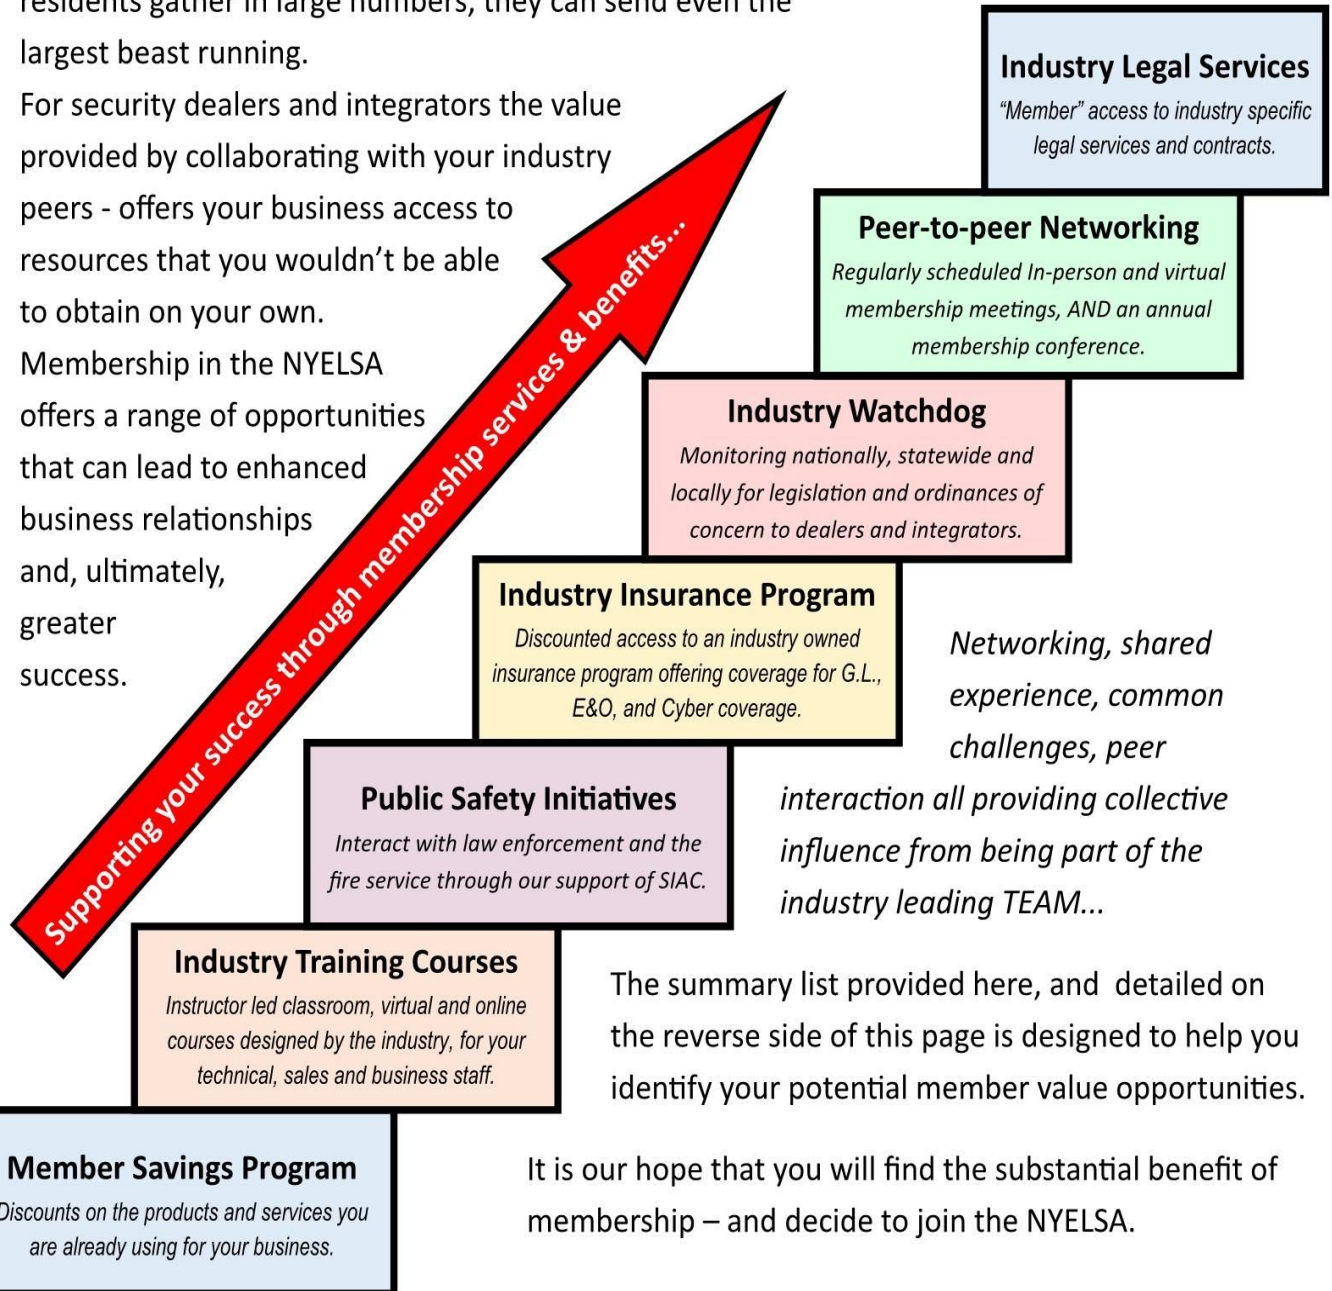 residents gather in large numbers, they can send even the
largest beast running.
For security dealers and integrators the value
provided by collaborating with your industry
peers - offers your business access to
resources that you wouldn't be able
to obtain on your own.
Membership in the NYELSA
offers a range of opportunities
that can lead to enhanced
business relationships
and, ultimately,
greater
success.
Supporting your success through membership services & benefits...
Industry Legal Services
“Member” access to industry specific
legal services and contracts.
Peer-to-peer Networking
Regularly scheduled In-person and virtual
membership meetings, AND an annual
membership conference.
Industry Watchdog
Monitoring nationally, statewide and
locally for legislation and ordinances of
concern to dealers and integrators.
Industry Insurance Program
Discounted access to an industry owned
insurance program offering coverage for G.L.,
E&O, and Cyber coverage.
Public Safety Initiatives
Interact with law enforcement and the
fire service through our support of SIAC.
Industry Training Courses
Instructor led classroom, virtual and online
courses designed by the industry, for your
technical, sales and business staff.
Member Savings Program
Discounts on the products and services you
are already using for your business.
Networking, shared
experience, common
challenges, peer
interaction all providing collective
influence from being part of the
industry leading TEAM...
The summary list provided here, and  detailed on
the reverse side of this page is designed to help you
identify your potential member value opportunities.
It is our hope that you will find the substantial benefit of
membership – and decide to join the NYELSA.